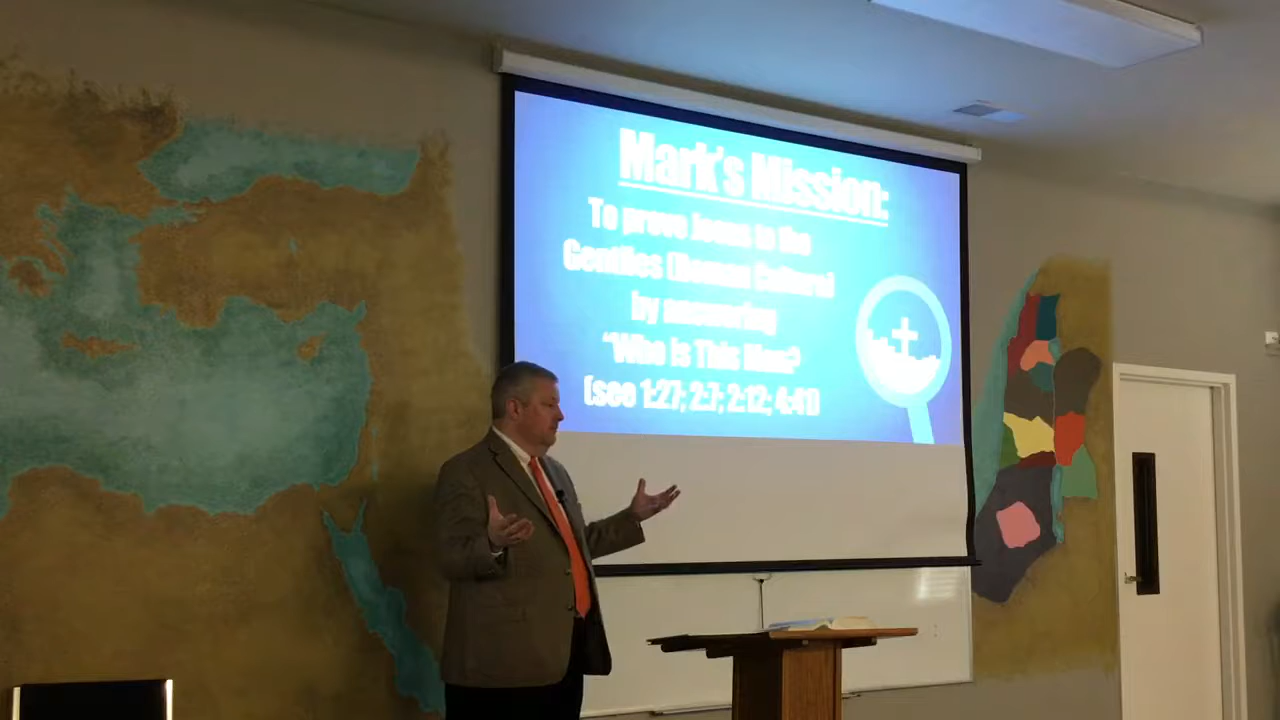 Mark's Mission:
To prove Jesus to the
Gentiles (Roman Culture)
by answering
"Who Is This Man?
(see 1:27; 2:7; 2:12; 4:41)